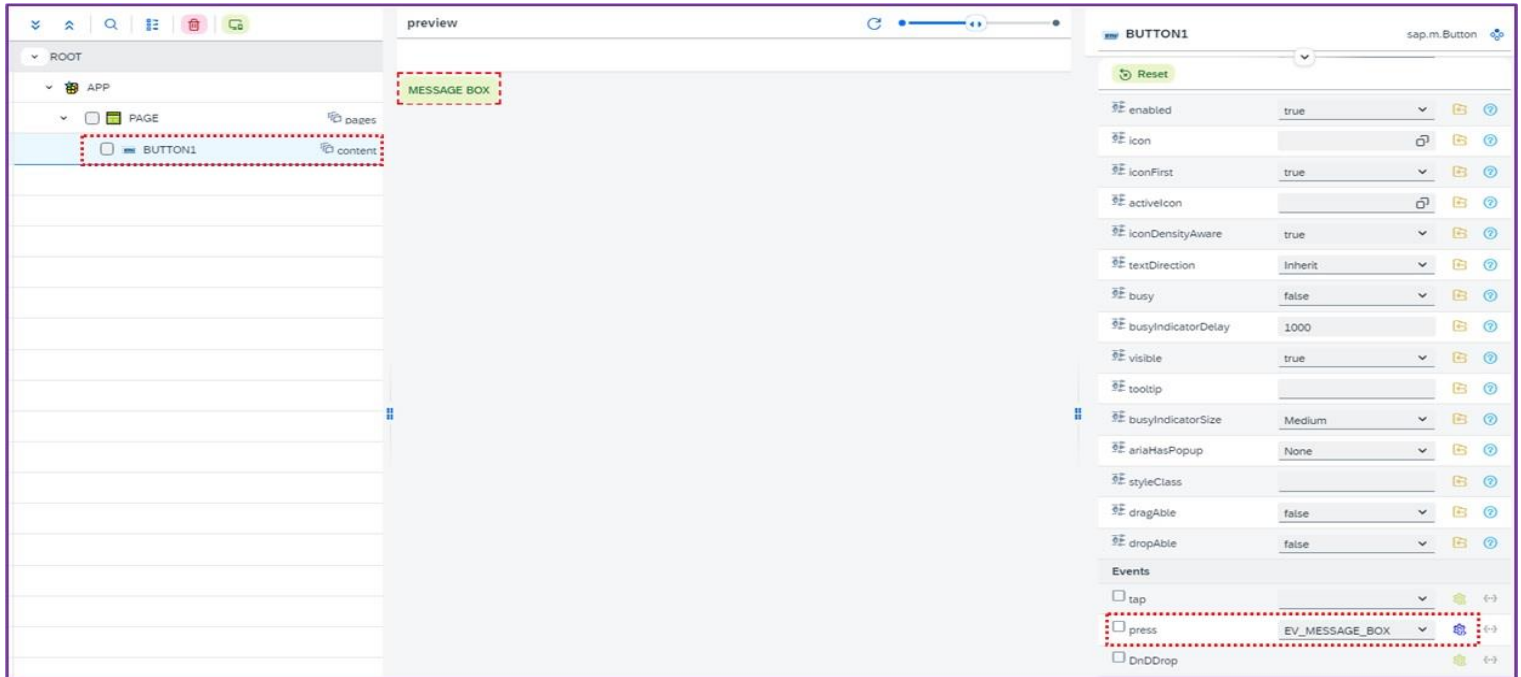 ROOT
APP
PAGE pages
BUTTON1 content
preview
MESSAGE BOX
BUTTON1 sap.m.Button
Reset
enabled true
icon
iconFirst true
activeIcon
iconDensityAware true
textDirection Inherit
busy false
busyIndicatorDelay 1000
visible true
tooltip
busyIndicatorSize Medium
ariaHasPopup None
styleClass
dragAble false
dropAble false
Events
tap
press EV_MESSAGE_BOX
DnDDrop